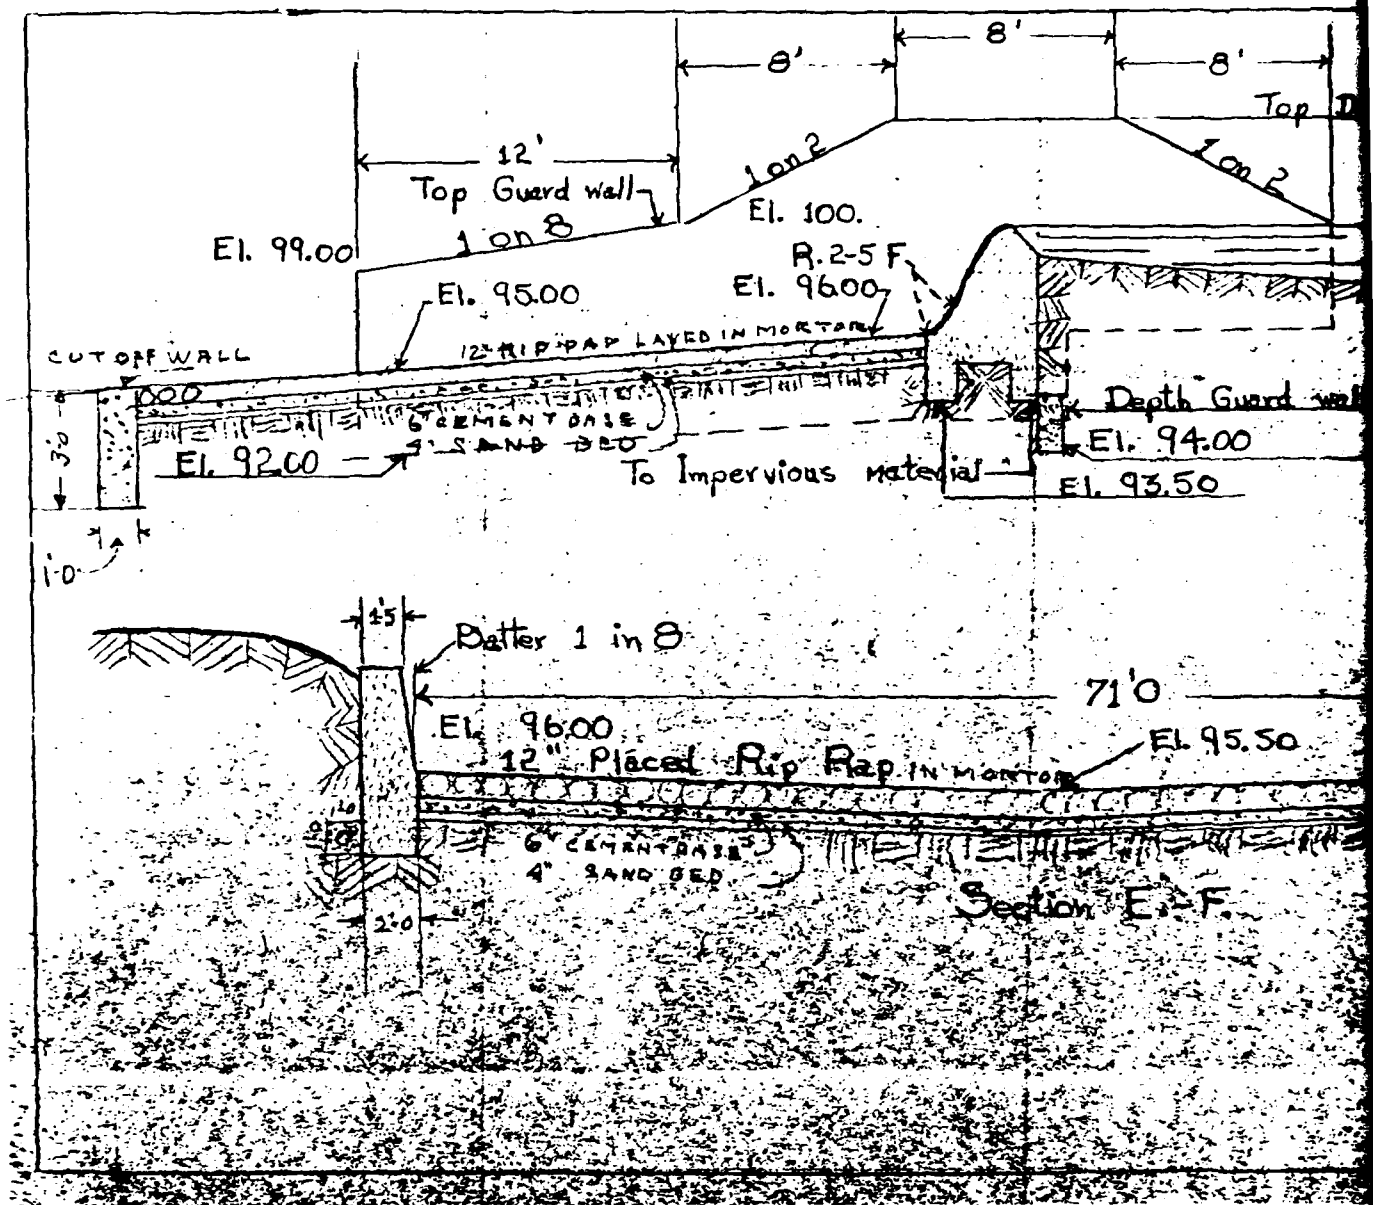 8'
8'
8'
Top D
12'
1 on 2
1 on 2
Top Guard wall
El. 100.
1 on 8
El. 99.00
R. 2-5 F
El. 95.00
El. 96.00
12" RIP RAP LAYED IN MORTAR
CUT OFF WALL
3'-0
6" CEMENT BASE
4" SAND BED
Depth Guard wal
El. 92.00
El. 94.00
To Impervious material
El. 93.50
1'-0
Batter 1 in 8
71'0
El. 96.00
El. 95.50
12" Placed Rip Rap IN MORTOR
6" CEMENT BASE
4" SAND BED
Section E-F
2'-0